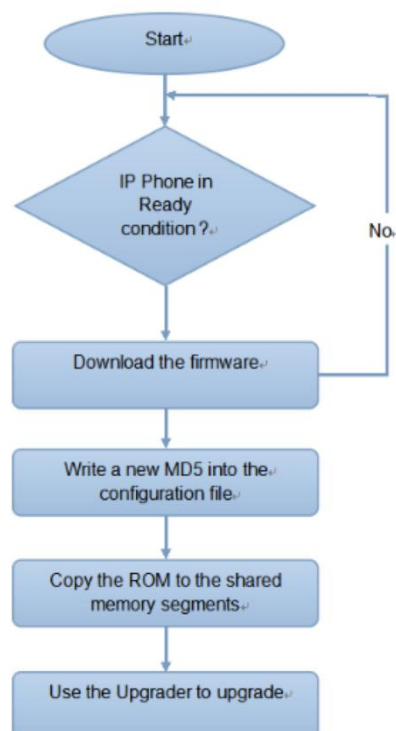 Start
IP Phone in
Ready
condition ?
No
Download the firmware
Write a new MD5 into the
configuration file
Copy the ROM to the shared
memory segments
Use the Upgrader to upgrade